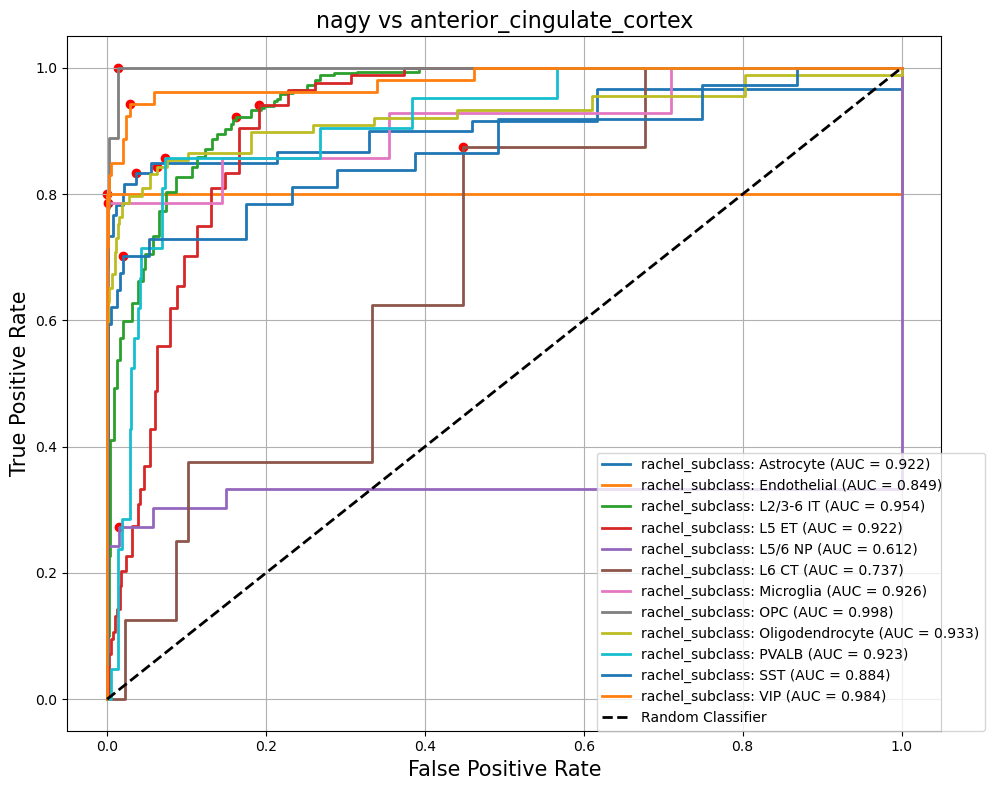 nagy vs anterior_cingulate_cortex
True Positive Rate
1.0
0.8
0.6
0.4
0.2
0.0
rachel_subclass: Astrocyte (AUC = 0.922)
rachel_subclass: Endothelial (AUC = 0.849)
rachel_subclass: L2/3-6 IT (AUC = 0.954)
rachel_subclass: L5 ET (AUC = 0.922)
rachel_subclass: L5/6 NP (AUC = 0.612)
rachel_subclass: L6 CT (AUC = 0.737)
rachel_subclass: Microglia (AUC = 0.926)
rachel_subclass: OPC (AUC = 0.998)
rachel_subclass: Oligodendrocyte (AUC = 0.933)
rachel_subclass: PVALB (AUC = 0.923)
rachel_subclass: SST (AUC = 0.884)
rachel_subclass: VIP (AUC = 0.984)
Random Classifier
0.0 0.2 0.4 0.6 0.8 1.0
False Positive Rate